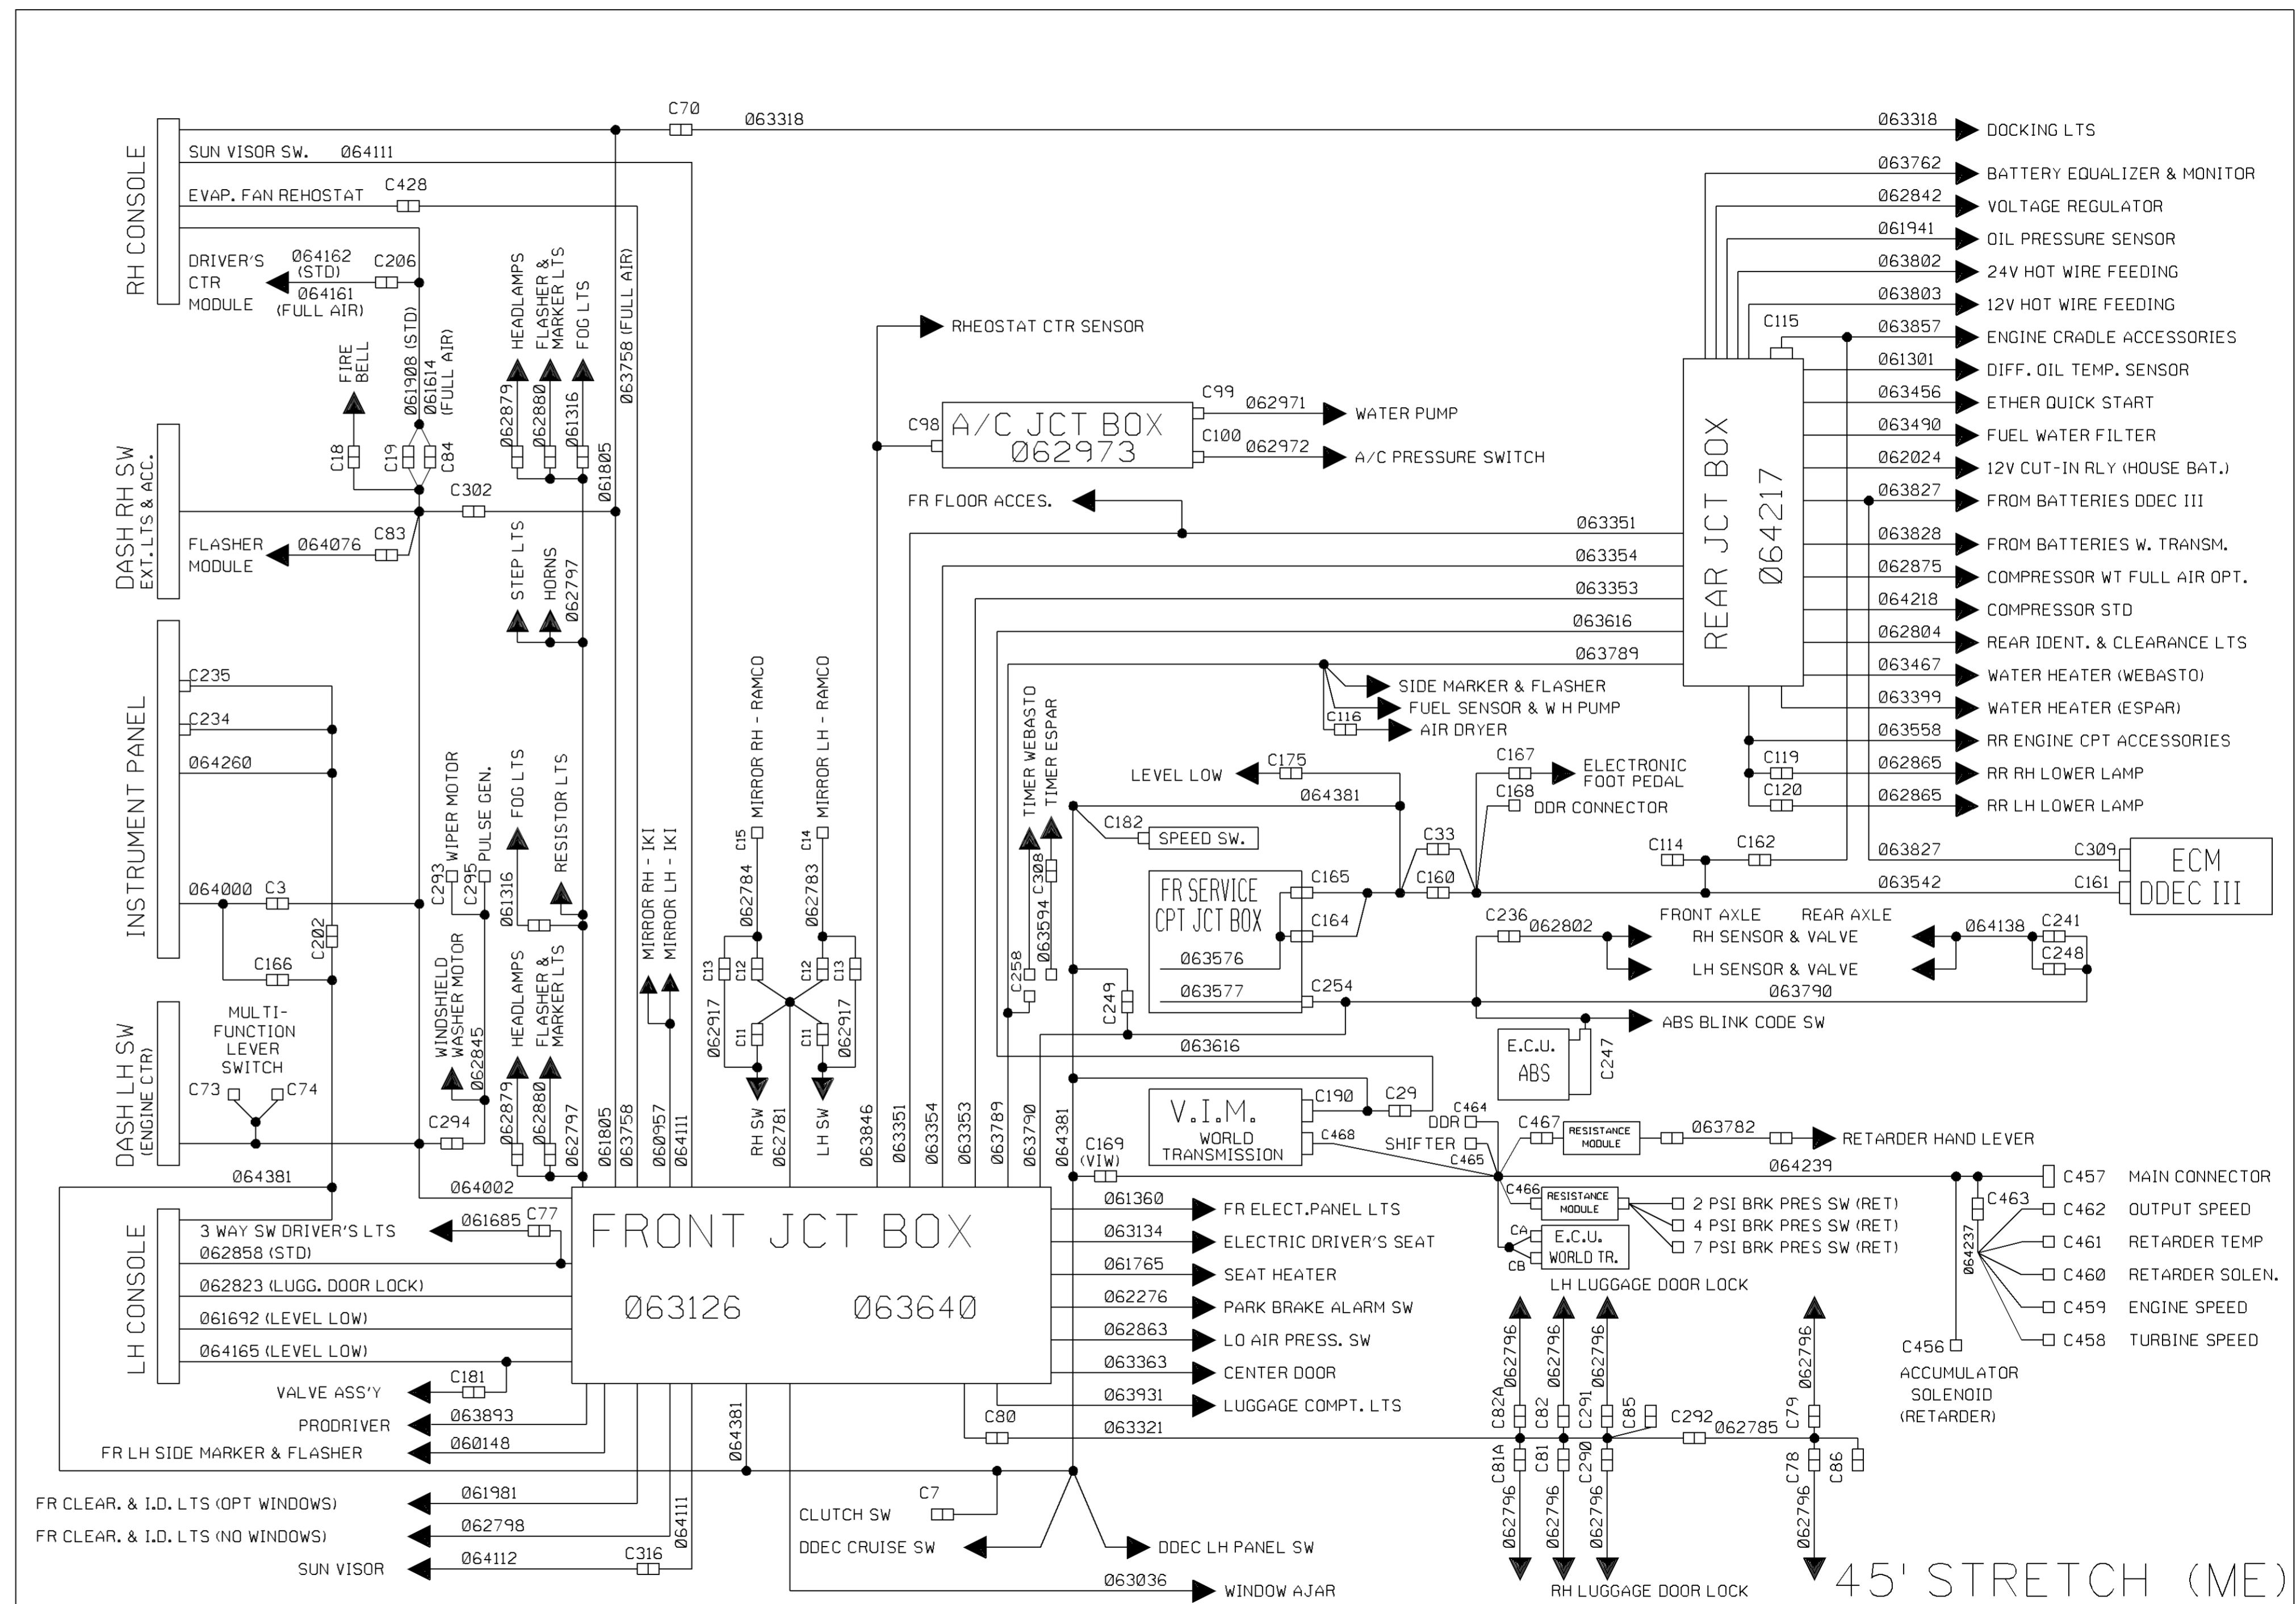 C70
063318
063318
DOCKING LTS
RH CONSOLE
SUN VISOR SW. 064111
EVAP. FAN REHOSTAT
C428
DRIVER'S
CTR
MODULE
064162
(STD)
064161
(FULL AIR)
C206
061908 (STD)
061614
(FULL AIR)
FIRE
BELL
C18
C19
C84
HEADLAMPS
FLASHER &
MARKER LTS
FOG LTS
062879
062880
061316
061805
063758 (FULL AIR)
063762
BATTERY EQUALIZER & MONITOR
062842
VOLTAGE REGULATOR
061941
OIL PRESSURE SENSOR
063802
24V HOT WIRE FEEDING
063803
12V HOT WIRE FEEDING
C115
063857
ENGINE CRADLE ACCESSORIES
061301
DIFF. OIL TEMP. SENSOR
063456
ETHER QUICK START
063490
FUEL WATER FILTER
062024
12V CUT-IN RLY (HOUSE BAT.)
063827
FROM BATTERIES DDEC III
063828
FROM BATTERIES W. TRANSM.
062875
COMPRESSOR WT FULL AIR OPT.
064218
COMPRESSOR STD
062804
REAR IDENT. & CLEARANCE LTS
063467
WATER HEATER (WEBASTO)
063399
WATER HEATER (ESPAR)
063558
RR ENGINE CPT ACCESSORIES
C119
062865
RR RH LOWER LAMP
C120
062865
RR LH LOWER LAMP
REAR JCT BOX
064217
RHEOSTAT CTR SENSOR
C98
A/C JCT BOX
062973
C99
062971
WATER PUMP
C100
062972
A/C PRESSURE SWITCH
FR FLOOR ACCES.
063351
063354
063353
063616
063789
SIDE MARKER & FLASHER
FUEL SENSOR & W H PUMP
C116
AIR DRYER
DASH RH SW
EXT. LTS & ACC.
C302
FLASHER
MODULE
064076
C83
STEP LTS
HORNS
062797
INSTRUMENT PANEL
C235
C234
064260
064000
C3
C202
C166
C293
WIPER MOTOR
C295
PULSE GEN.
FOG LTS
061316
RESISTOR LTS
MIRROR RH - IKI
MIRROR LH - IKI
C15
MIRROR RH - RAMCO
C14
MIRROR LH - RAMCO
062784
062783
C13
C12
C12
C13
062917
C11
C11
062917
RH SW
062781
LH SW
TIMER WEBASTO
TIMER ESPAR
C308
063594
C258
LEVEL LOW
C175
064381
C182
SPEED SW.
C167
ELECTRONIC
FOOT PEDAL
C168
DDR CONNECTOR
C33
C160
C165
C164
FR SERVICE
CPT JCT BOX
063576
063577
C254
C249
C114
C162
063827
C309
063542
C161
ECM
DDEC III
C236
062802
FRONT AXLE
REAR AXLE
RH SENSOR & VALVE
LH SENSOR & VALVE
064138
C241
C248
063790
ABS BLINK CODE SW
E.C.U.
ABS
C247
063616
DASH LH SW
(ENGINE CTR)
MULTI-
FUNCTION
LEVER
SWITCH
C73
C74
WINDSHIELD
WASHER MOTOR
062845
C294
HEADLAMPS
FLASHER &
MARKER LTS
062879
062880
062797
061805
063758
060957
064111
063846
063351
063354
063353
063789
063790
064381
V.I.M.
WORLD
TRANSMISSION
C190
C29
C468
C464
DDR
SHIFTER
C465
C467
RESISTANCE
MODULE
063782
RETARDER HAND LEVER
C169
(VIW)
064239
C457
MAIN CONNECTOR
C466
RESISTANCE
MODULE
2 PSI BRK PRES SW (RET)
4 PSI BRK PRES SW (RET)
7 PSI BRK PRES SW (RET)
CA
CB
E.C.U.
WORLD TR.
C463
064237
C462
OUTPUT SPEED
C461
RETARDER TEMP
C460
RETARDER SOLEN.
C459
ENGINE SPEED
C458
TURBINE SPEED
C456
ACCUMULATOR
SOLENOID
(RETARDER)
064381
064002
LH CONSOLE
3 WAY SW DRIVER'S LTS
061685
C77
062858 (STD)
062823 (LUGG. DOOR LOCK)
061692 (LEVEL LOW)
064165 (LEVEL LOW)
FRONT JCT BOX
063126
063640
061360
FR ELECT.PANEL LTS
063134
ELECTRIC DRIVER'S SEAT
061765
SEAT HEATER
062276
PARK BRAKE ALARM SW
062863
LO AIR PRESS. SW
063363
CENTER DOOR
063931
LUGGAGE COMPT. LTS
VALVE ASS'Y
C181
PRODRIVER
063893
FR LH SIDE MARKER & FLASHER
060148
FR CLEAR. & I.D. LTS (OPT WINDOWS)
061981
FR CLEAR. & I.D. LTS (NO WINDOWS)
062798
SUN VISOR
064112
C316
064111
064381
C80
063321
CLUTCH SW
C7
DDEC CRUISE SW
DDEC LH PANEL SW
063036
WINDOW AJAR
LH LUGGAGE DOOR LOCK
062796
062796
062796
062796
C82A
C82
C291
C85
C292
062785
C79
C81A
C81
C290
C78
C86
062796
062796
062796
062796
RH LUGGAGE DOOR LOCK
45' STRETCH (ME)